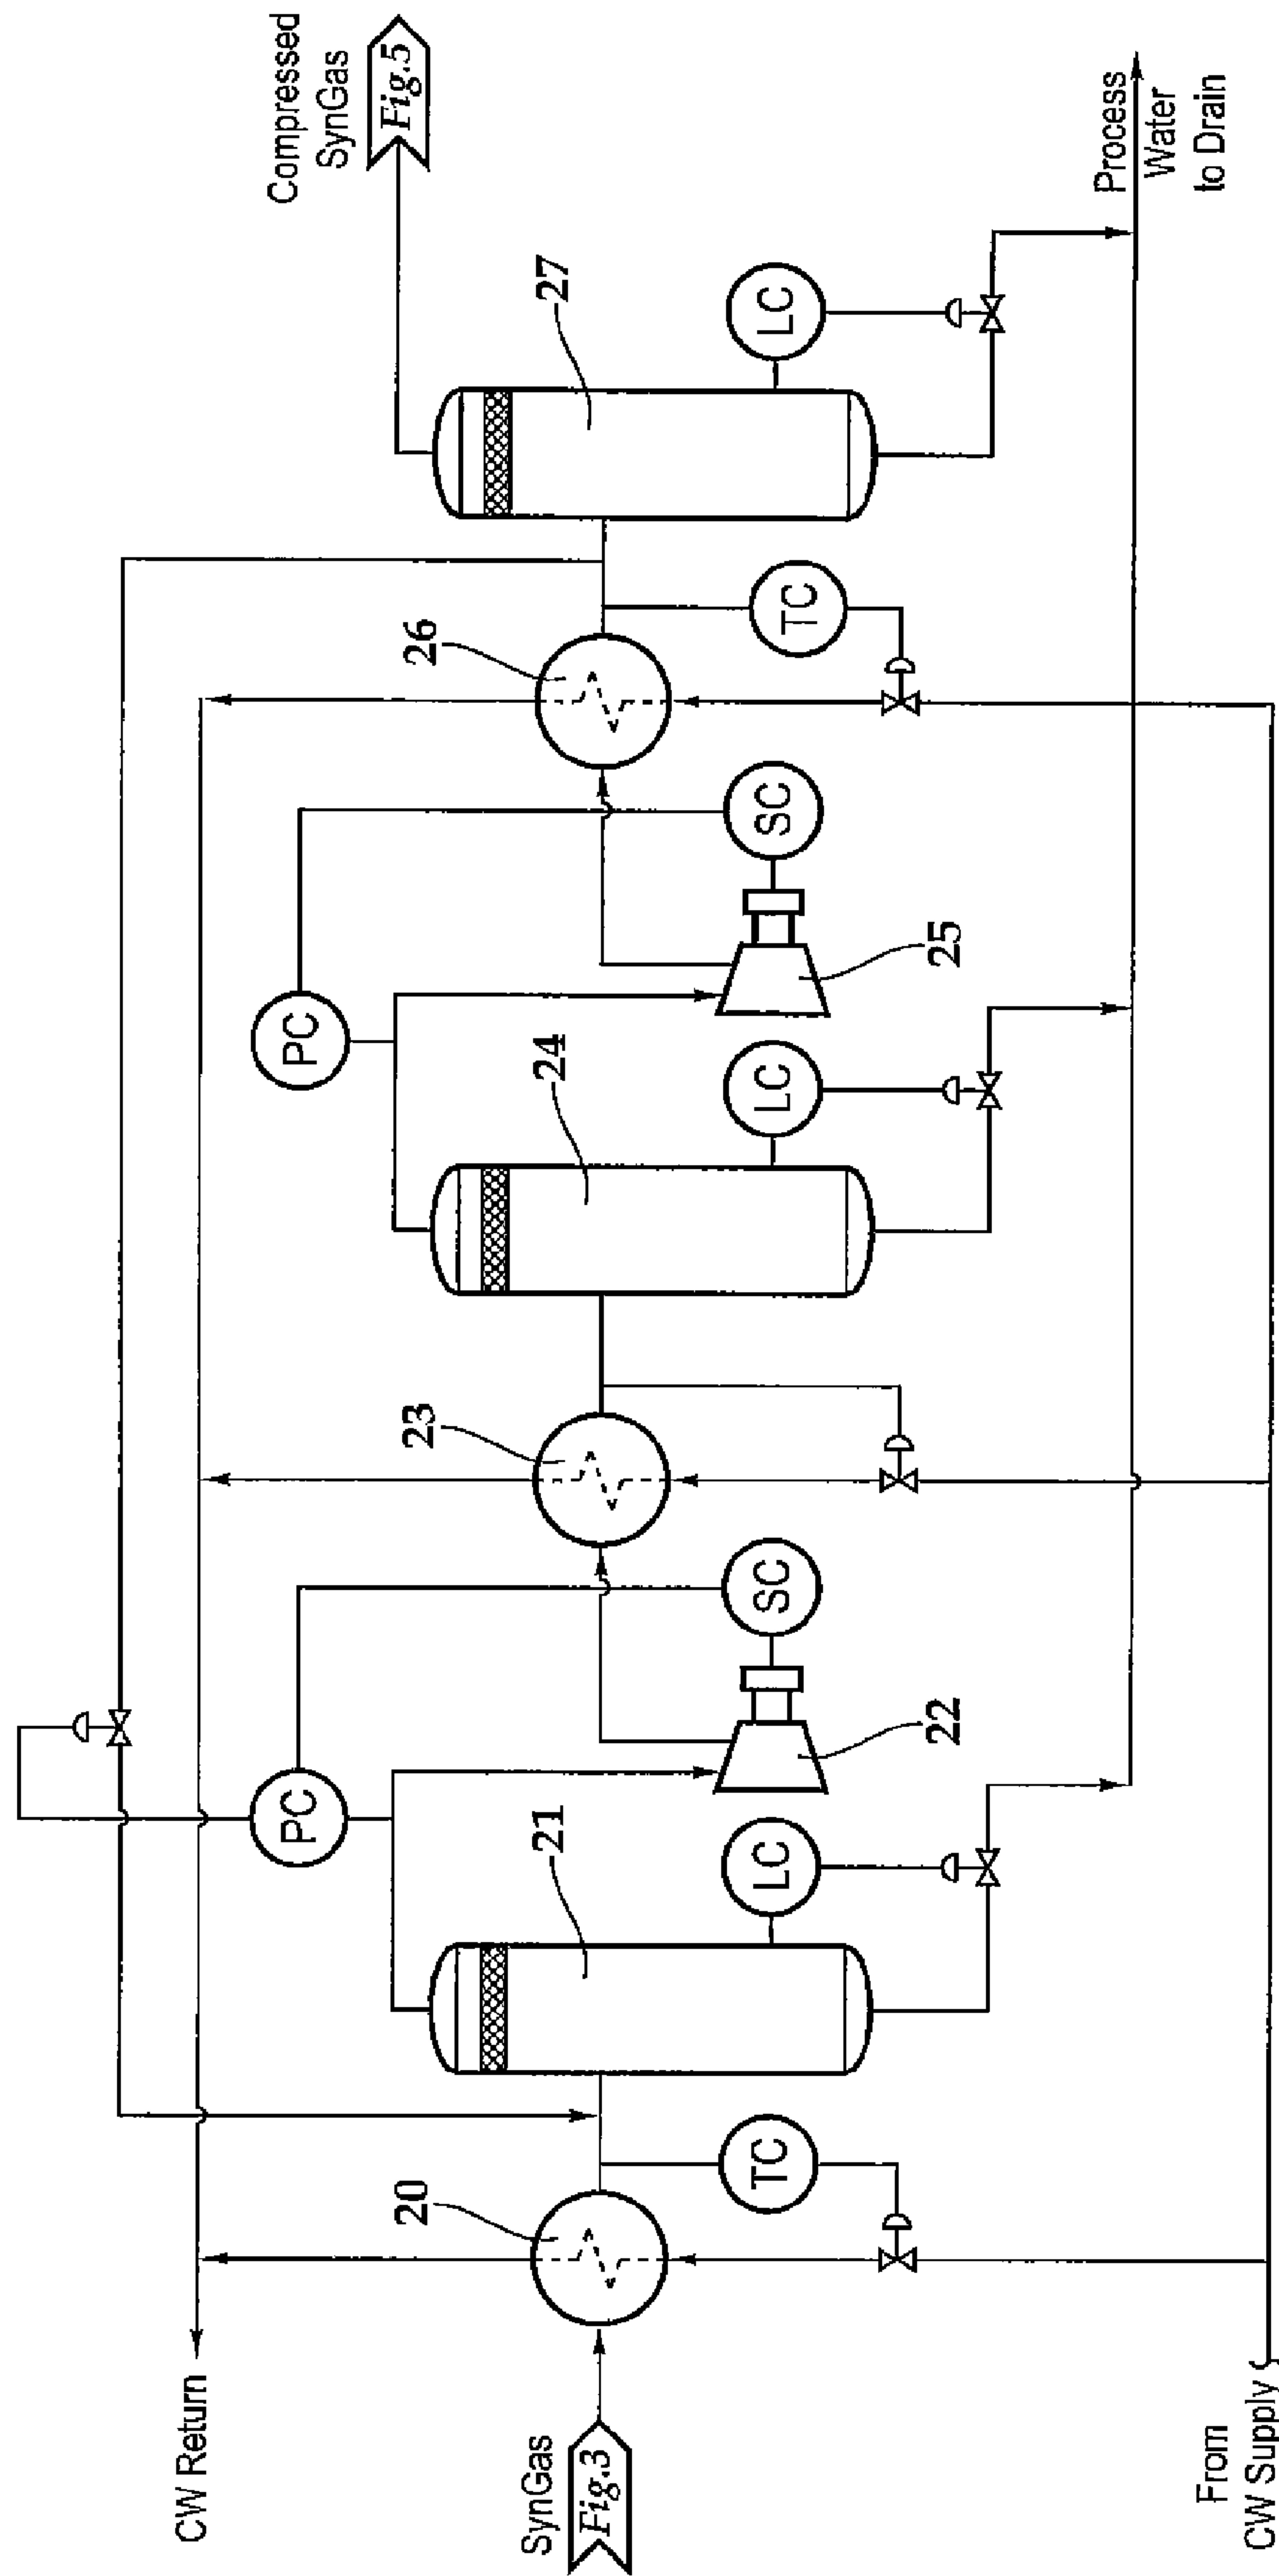 CW Return
SynGas
Fig.3
From
CW Supply
20
TC
21
LC
PC
22
SC
23
24
LC
PC
25
SC
26
TC
27
LC
Compressed
SynGas
Fig.5
Process
Water
to Drain